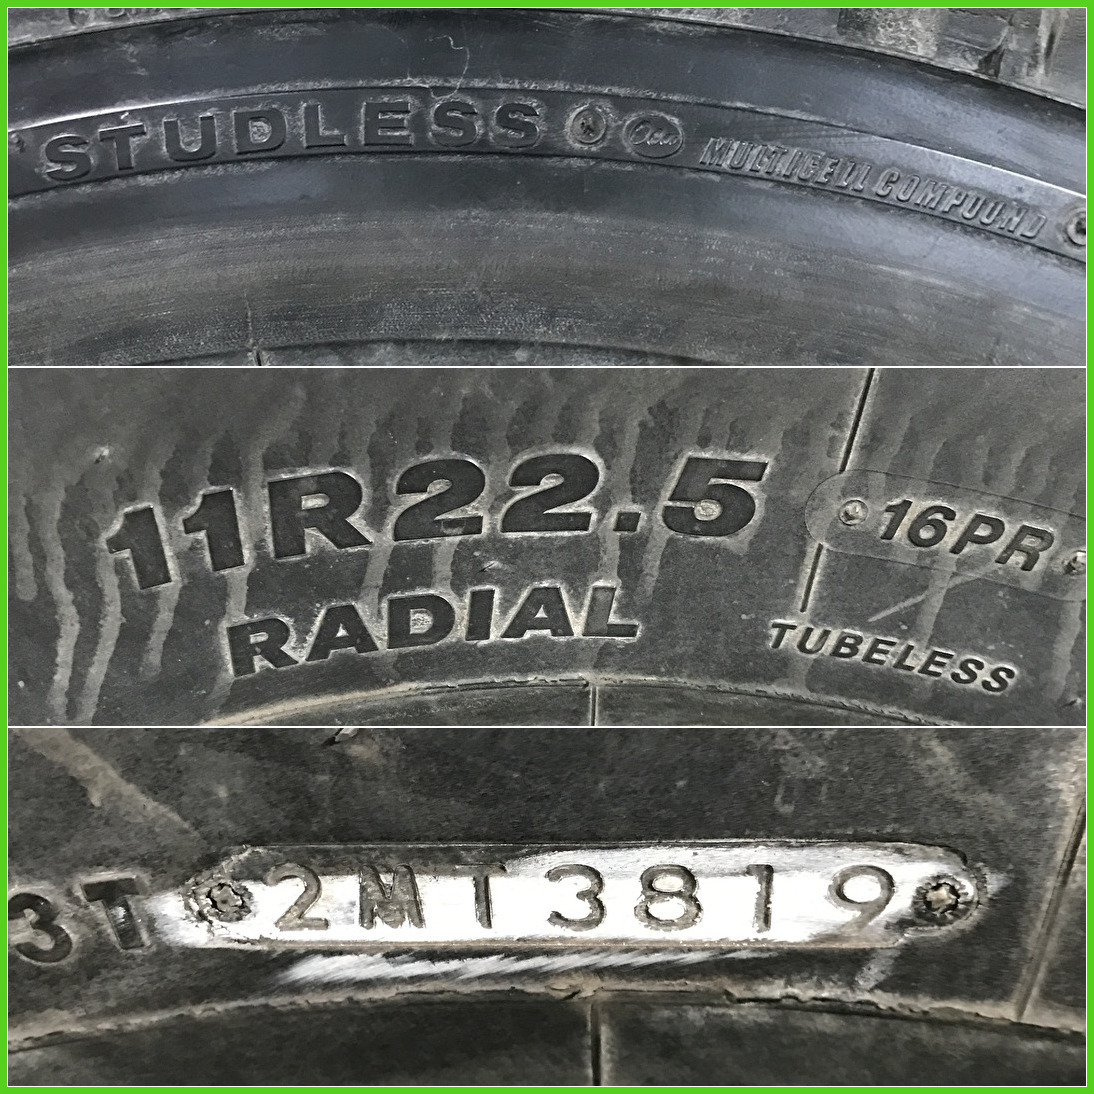 STUDLESS
MULTICELL COMPOUND
11R22.5
16PR
RADIAL
TUBELESS
3T
2MT3819